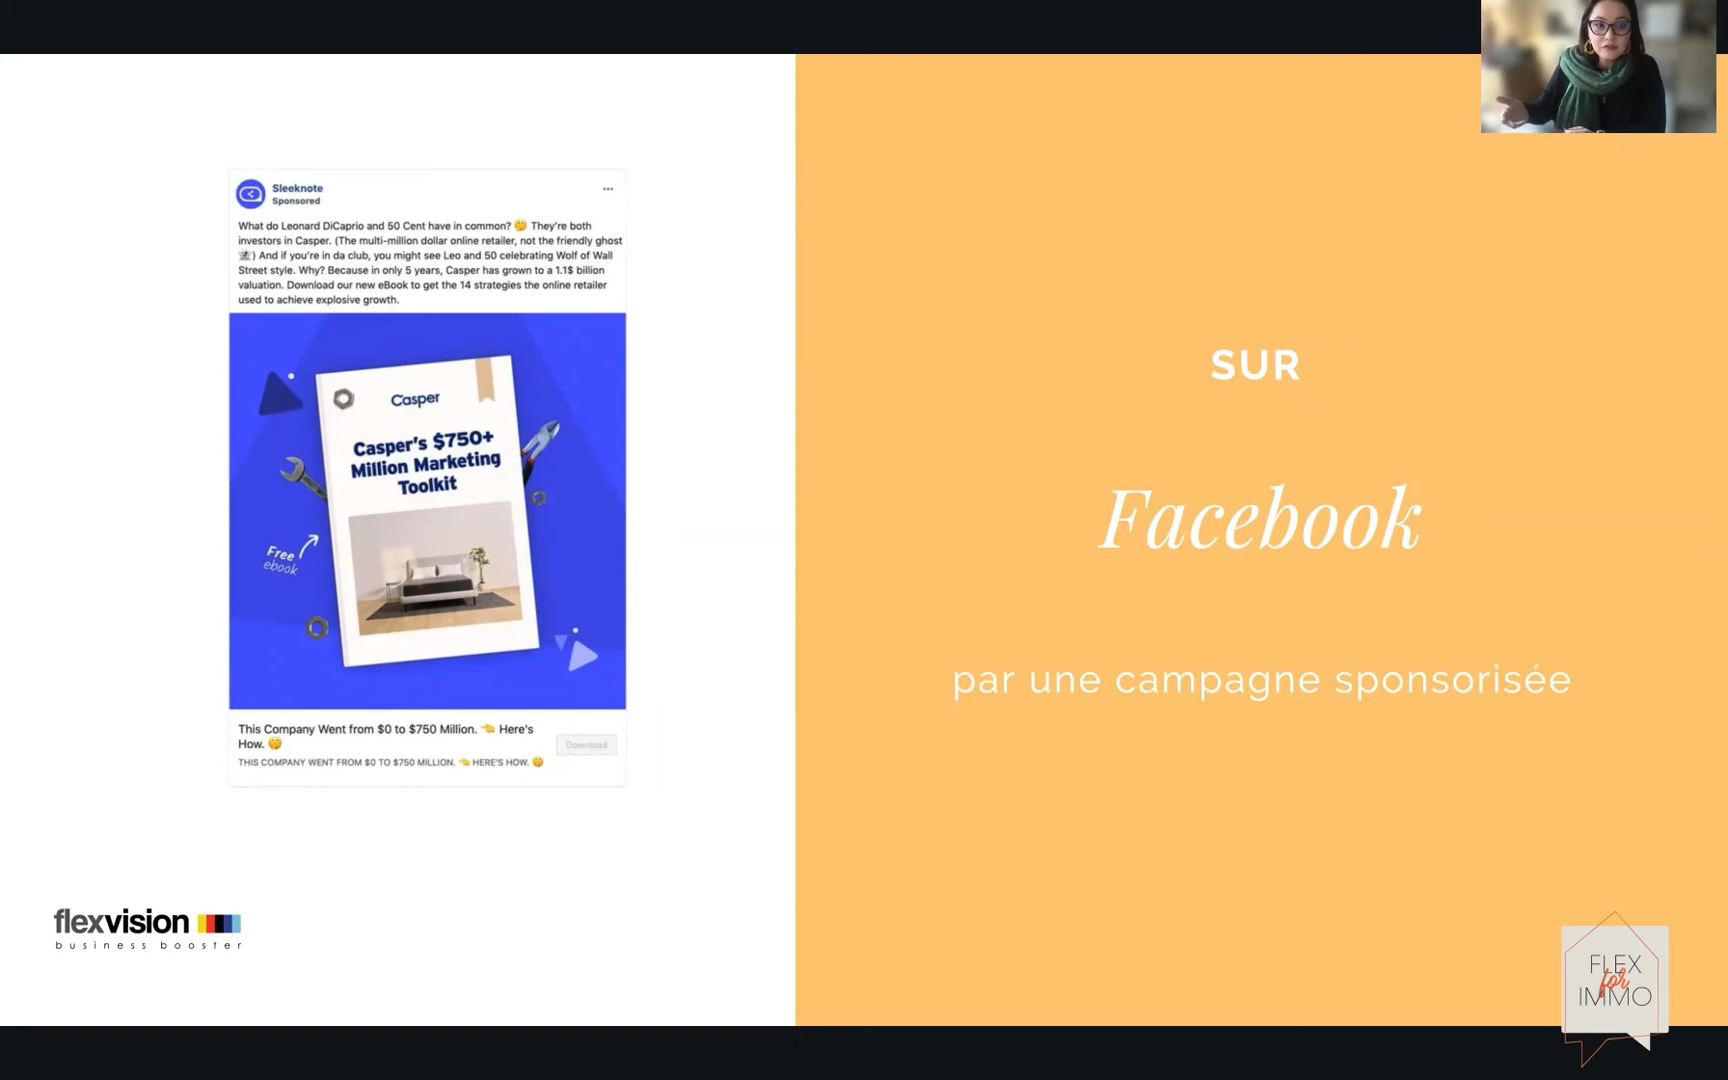 Sleeknote
Sponsored
What do Leonard DiCaprio and 50 Cent have in common? 🤔 They're both
investors in Casper. (The multi-million dollar online retailer, not the friendly ghost
☠️) And if you're in da club, you might see Leo and 50 celebrating Wolf of Wall
Street style. Why? Because in only 5 years, Casper has grown to a 1.1$ billion
valuation. Download our new eBook to get the 14 strategies the online retailer
used to achieve explosive growth.
Casper
Casper's $750+
Million Marketing
Toolkit
Free
ebook
This Company Went from $0 to $750 Million. 👈 Here's
How. 🤫
Download
THIS COMPANY WENT FROM $0 TO $750 MILLION. 👈 HERE'S HOW. 🤫
SUR
Facebook
par une campagne sponsorisée
flexvision
business booster
FLEX
for
IMMO